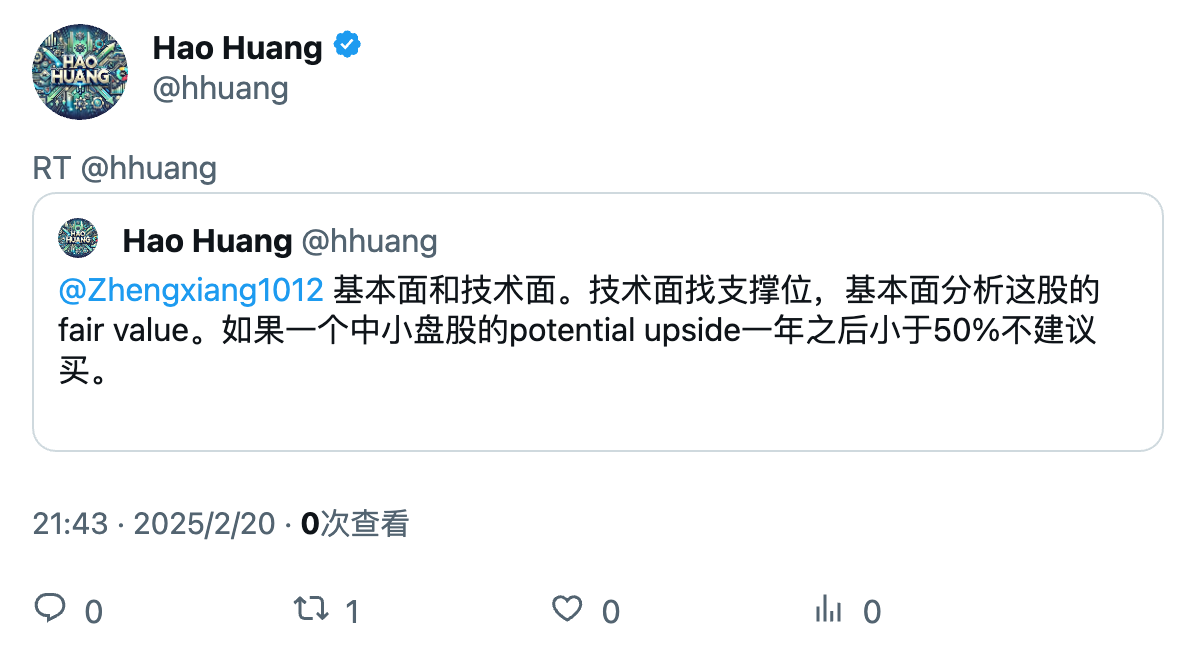 HAO
HUANG
Hao Huang
@hhuang
RT @hhuang
HAO
HUANG
Hao Huang @hhuang
@Zhengxiang1012 基本面和技术面。技术面找支撑位，基本面分析这股的
fair value。如果一个中小盘股的potential upside一年之后小于50%不建议
买。
21:43 · 2025/2/20 · 0次查看
0 1 0 0